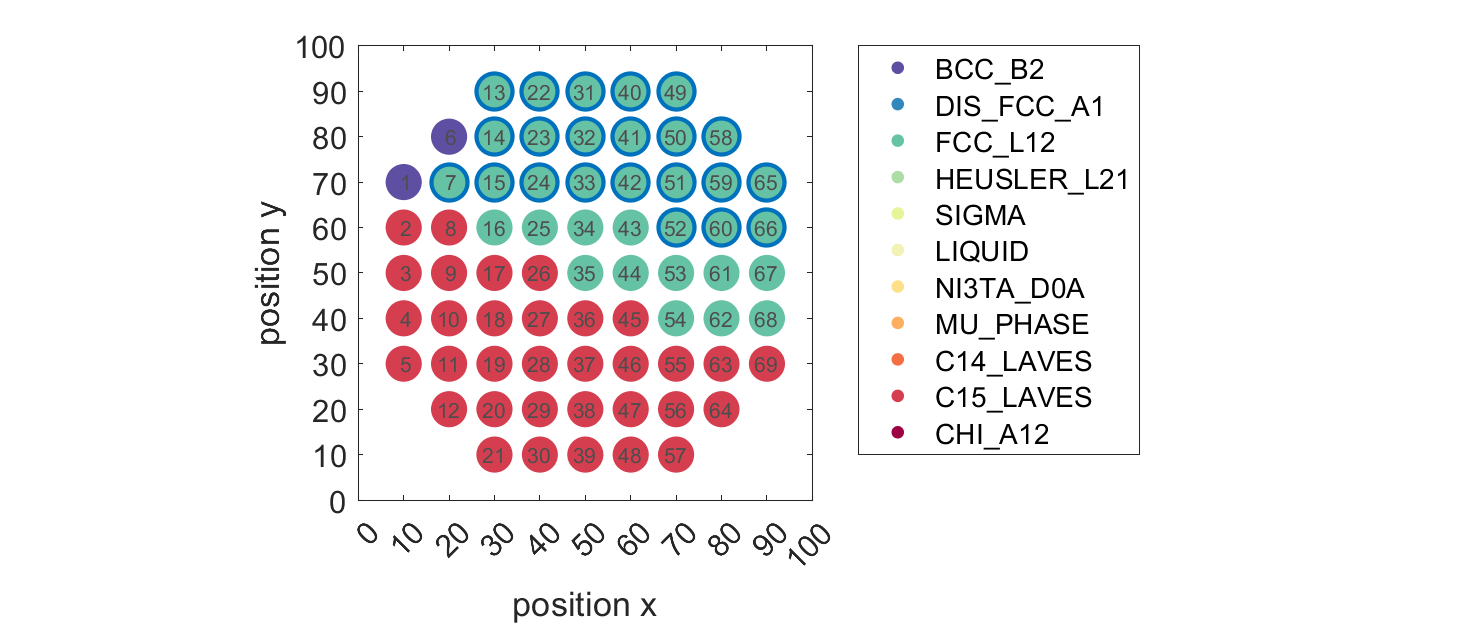 100
90
80
70
60
50
40
30
20
10
0
position y
13 22 31 40 49
6 14 23 32 41 50 58
1 7 15 24 33 42 51 59 65
2 8 16 25 34 43 52 60 66
3 9 17 26 35 44 53 61 67
4 10 18 27 36 45 54 62 68
5 11 19 28 37 46 55 63 69
12 20 29 38 47 56 64
21 30 39 48 57
0 10 20 30 40 50 60 70 80 90 100
position x
BCC_B2
DIS_FCC_A1
FCC_L12
HEUSLER_L21
SIGMA
LIQUID
NI3TA_D0A
MU_PHASE
C14_LAVES
C15_LAVES
CHI_A12